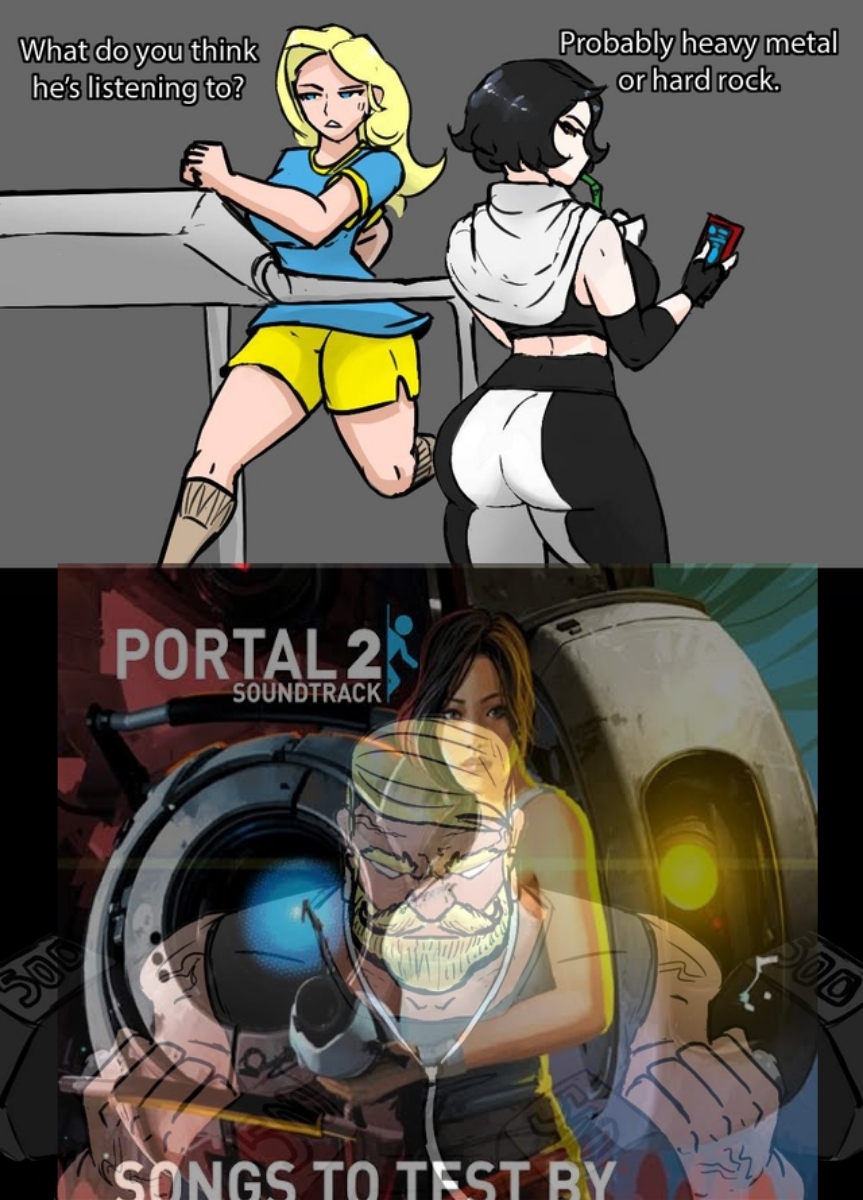 What do you think
he's listening to?
Probably heavy metal
or hard rock.
PORTAL 2
SOUNDTRACK
500
500
SONGS TO TEST BY